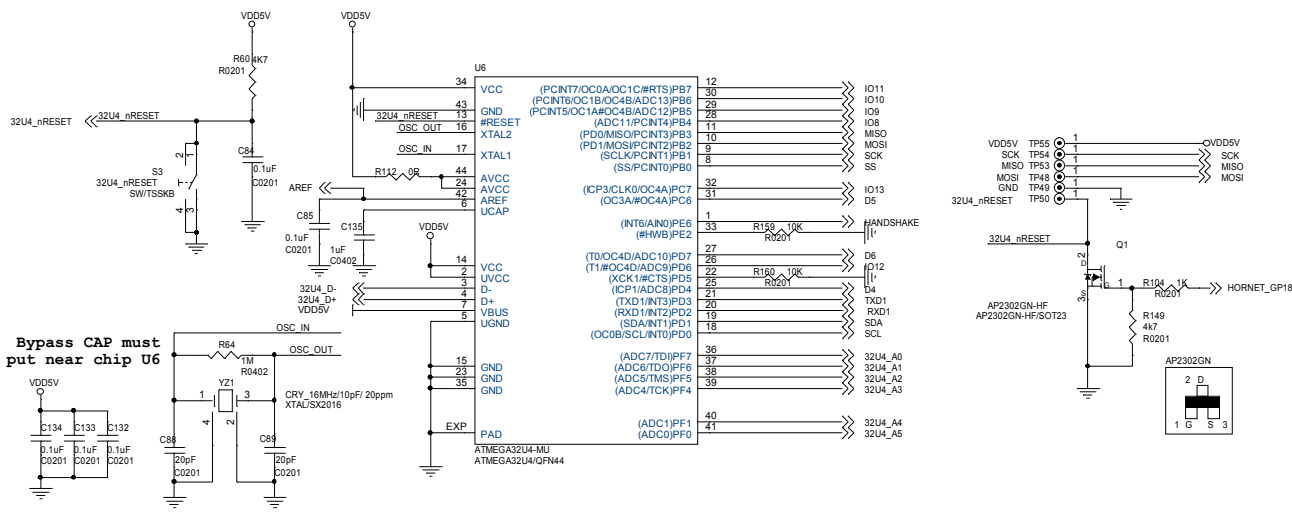 VDD5V
R60 4K7
R0201
32U4_nRESET
32U4_nRESET
2 1
S3
32U4_nRESET
SW/TSSKB
4 3
C84
0.1uF
C0201
VDD5V
U6
34 VCC
43 GND
32U4_nRESET 13 #RESET
OSC_OUT 16 XTAL2
OSC_IN 17 XTAL1
R112 0R 44 AVCC
24 AVCC
AREF 42 AREF
6 UCAP
C85
0.1uF
C0201
C135
1uF
C0402
VDD5V
14 VCC
2 UVCC
32U4_D- 3 D-
32U4_D+ 4 D+
VDD5V 7 VBUS
5 UGND
15 GND
23 GND
35 GND
EXP PAD
ATMEGA32U4-MU
ATMEGA32U4/QFN44
(PCINT7/OC0A/OC1C/#RTS)PB7 12 IO11
(PCINT6/OC1B/OC4B/ADC13)PB6 30 IO10
(PCINT5/OC1A#OC4B/ADC12)PB5 29 IO9
(ADC11/PCINT4)PB4 28 IO8
(PD0/MISO/PCINT3)PB3 11 MISO
(PD1/MOSI/PCINT2)PB2 10 MOSI
(SCLK/PCINT1)PB1 9 SCK
(SS/PCINT0)PB0 8 SS
(ICP3/CLK0/OC4A)PC7 32 IO13
(OC3A/#OC4A)PC6 31 D5
(INT6/AIN0)PE6 1 HANDSHAKE
(#HWB)PE2 33 R159 10K
R0201
(T0/OC4D/ADC10)PD7 27 D6
(T1/#OC4D/ADC9)PD6 26 IO12
(XCK1/#CTS)PD5 22 R160 10K
R0201
(ICP1/ADC8)PD4 25 D4
(TXD1/INT3)PD3 21 TXD1
(RXD1/INT2)PD2 20 RXD1
(SDA/INT1)PD1 19 SDA
(OC0B/SCL/INT0)PD0 18 SCL
(ADC7/TDI)PF7 36 32U4_A0
(ADC6/TDO)PF6 37 32U4_A1
(ADC5/TMS)PF5 38 32U4_A2
(ADC4/TCK)PF4 39 32U4_A3
(ADC1)PF1 40 32U4_A4
(ADC0)PF0 41 32U4_A5
VDD5V TP55 1 VDD5V
SCK TP54 1 SCK
MISO TP53 1 MISO
MOSI TP48 1 MOSI
GND TP49 1
32U4_nRESET TP50 1
32U4_nRESET
Q1
2
D
S
3
G 1
R104 1K
R0201
HORNET_GP18
AP2302GN-HF
AP2302GN-HF/SOT23
R149
4k7
R0201
AP2302GN
2 D
1 G S 3
Bypass CAP must
put near chip U6
VDD5V
C134
0.1uF
C0201
C133
0.1uF
C0201
C132
0.1uF
C0201
OSC_IN
R64
OSC_OUT
1M
R0402
YZ1
1 3
4 2
CRY_16MHz/10pF/ 20ppm
XTAL/SX2016
C88
20pF
C0201
C89
20pF
C0201